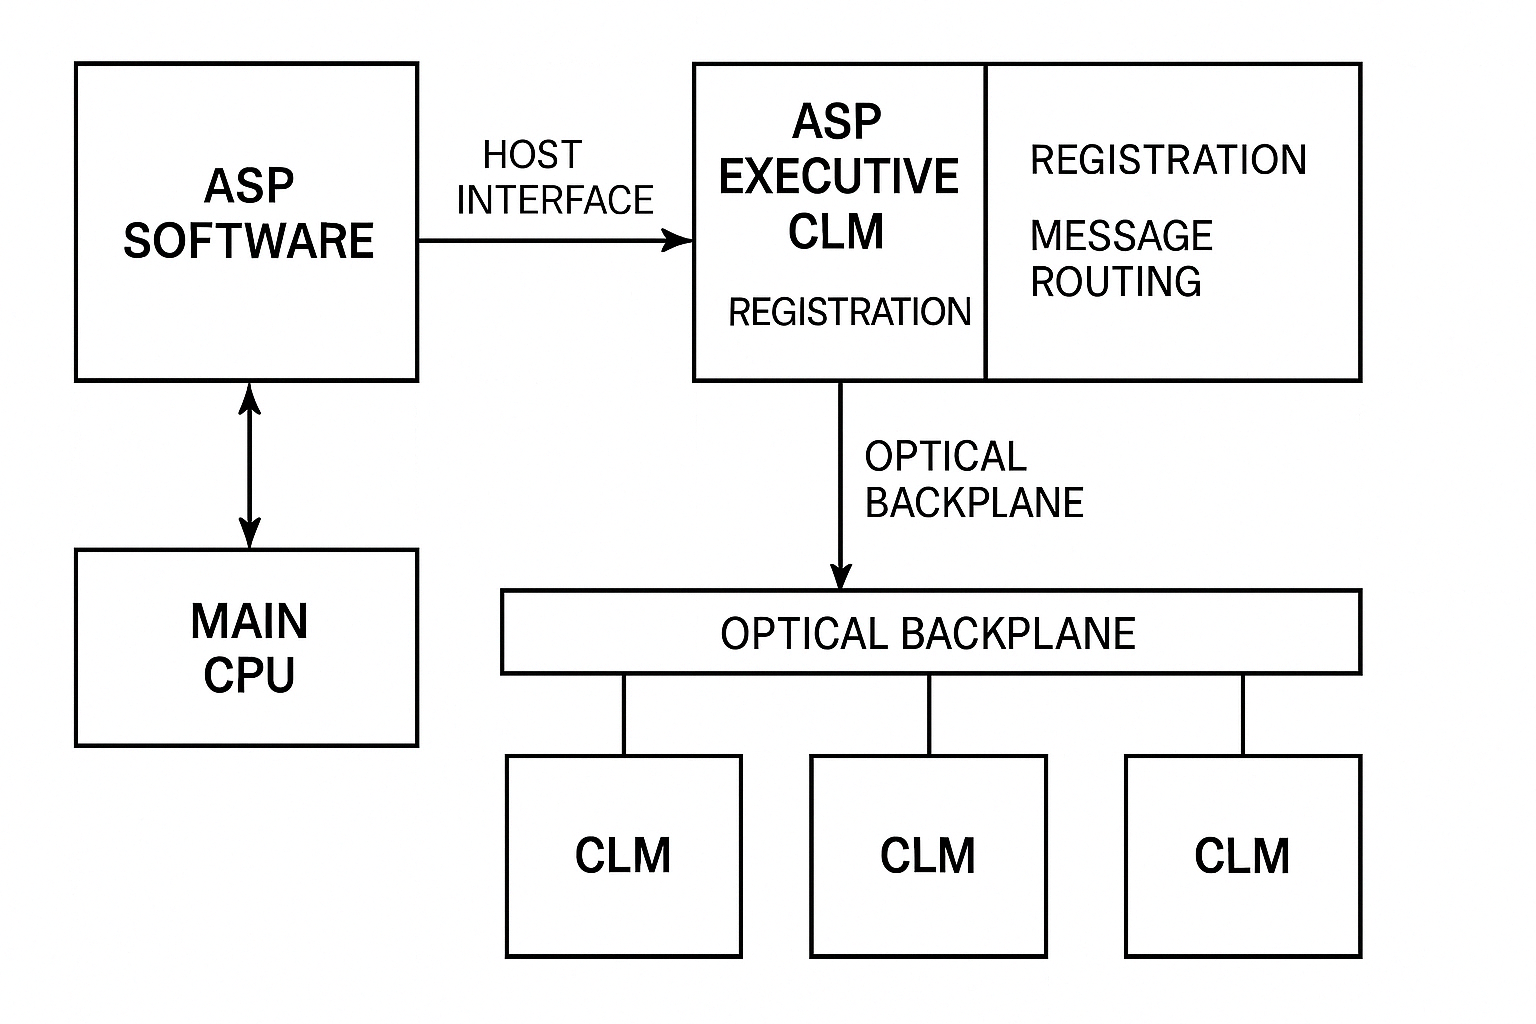 ASP
SOFTWARE
HOST
INTERFACE
ASP
EXECUTIVE
CLM
REGISTRATION
REGISTRATION
MESSAGE
ROUTING
OPTICAL
BACKPLANE
MAIN
CPU
OPTICAL BACKPLANE
CLM
CLM
CLM